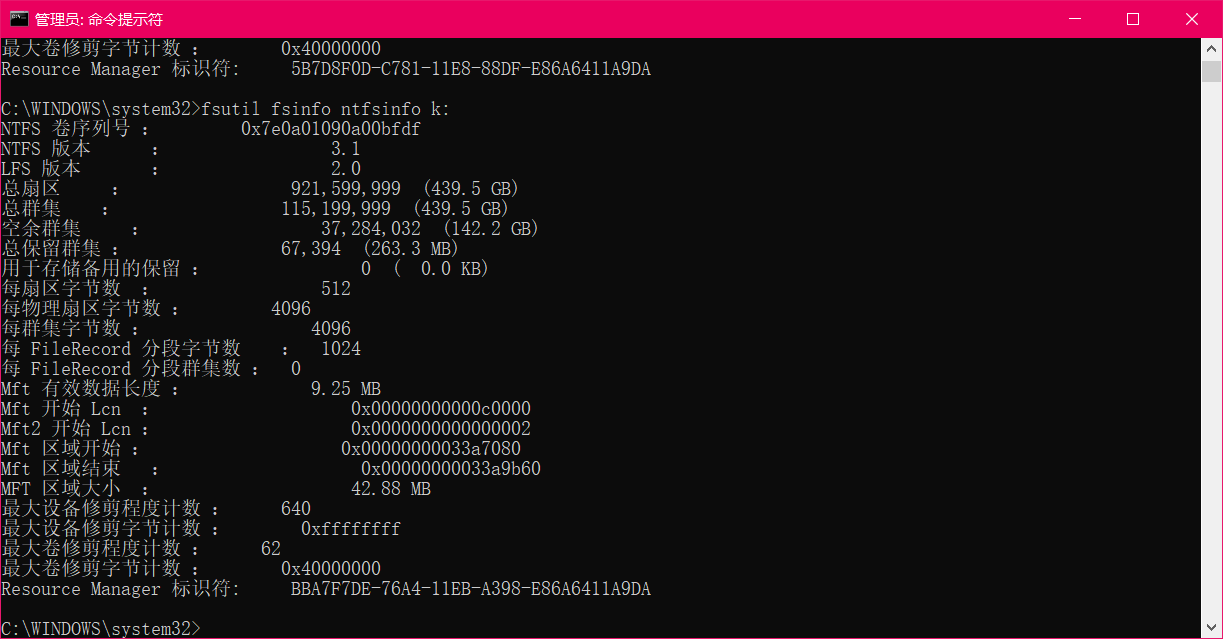 管理员: 命令提示符
最大卷修剪字节计数 : 0x40000000
Resource Manager 标识符: 5B7D8F0D-C781-11E8-88DF-E86A6411A9DA
C:\WINDOWS\system32>fsutil fsinfo ntfsinfo k:
NTFS 卷序列号 : 0x7e0a01090a00bfdf
NTFS 版本 : 3.1
LFS 版本 : 2.0
总扇区 : 921,599,999 (439.5 GB)
总群集 : 115,199,999 (439.5 GB)
空余群集 : 37,284,032 (142.2 GB)
总保留群集 : 67,394 (263.3 MB)
用于存储备用的保留 : 0 ( 0.0 KB)
每扇区字节数 : 512
每物理扇区字节数 : 4096
每群集字节数 : 4096
每 FileRecord 分段字节数 : 1024
每 FileRecord 分段群集数 : 0
Mft 有效数据长度 : 9.25 MB
Mft 开始 Lcn : 0x00000000000c0000
Mft2 开始 Lcn : 0x0000000000000002
Mft 区域开始 : 0x00000000033a7080
Mft 区域结束 : 0x00000000033a9b60
MFT 区域大小 : 42.88 MB
最大设备修剪程度计数 : 640
最大设备修剪字节计数 : 0xffffffff
最大卷修剪程度计数 : 62
最大卷修剪字节计数 : 0x40000000
Resource Manager 标识符: BBA7F7DE-76A4-11EB-A398-E86A6411A9DA
C:\WINDOWS\system32>